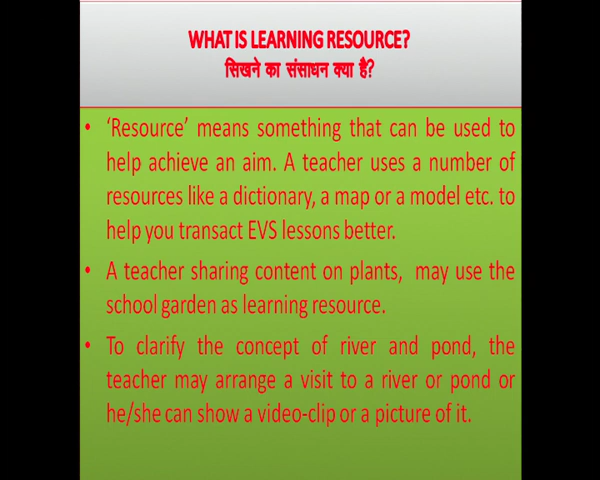 WHAT IS LEARNING RESOURCE?
सिखने का संसाधन क्या है?
• ‘Resource’ means something that can be used to
help achieve an aim. A teacher uses a number of
resources like a dictionary, a map or a model etc. to
help you transact EVS lessons better.
• A teacher sharing content on plants, may use the
school garden as learning resource.
• To clarify the concept of river and pond, the
teacher may arrange a visit to a river or pond or
he/she can show a video-clip or a picture of it.